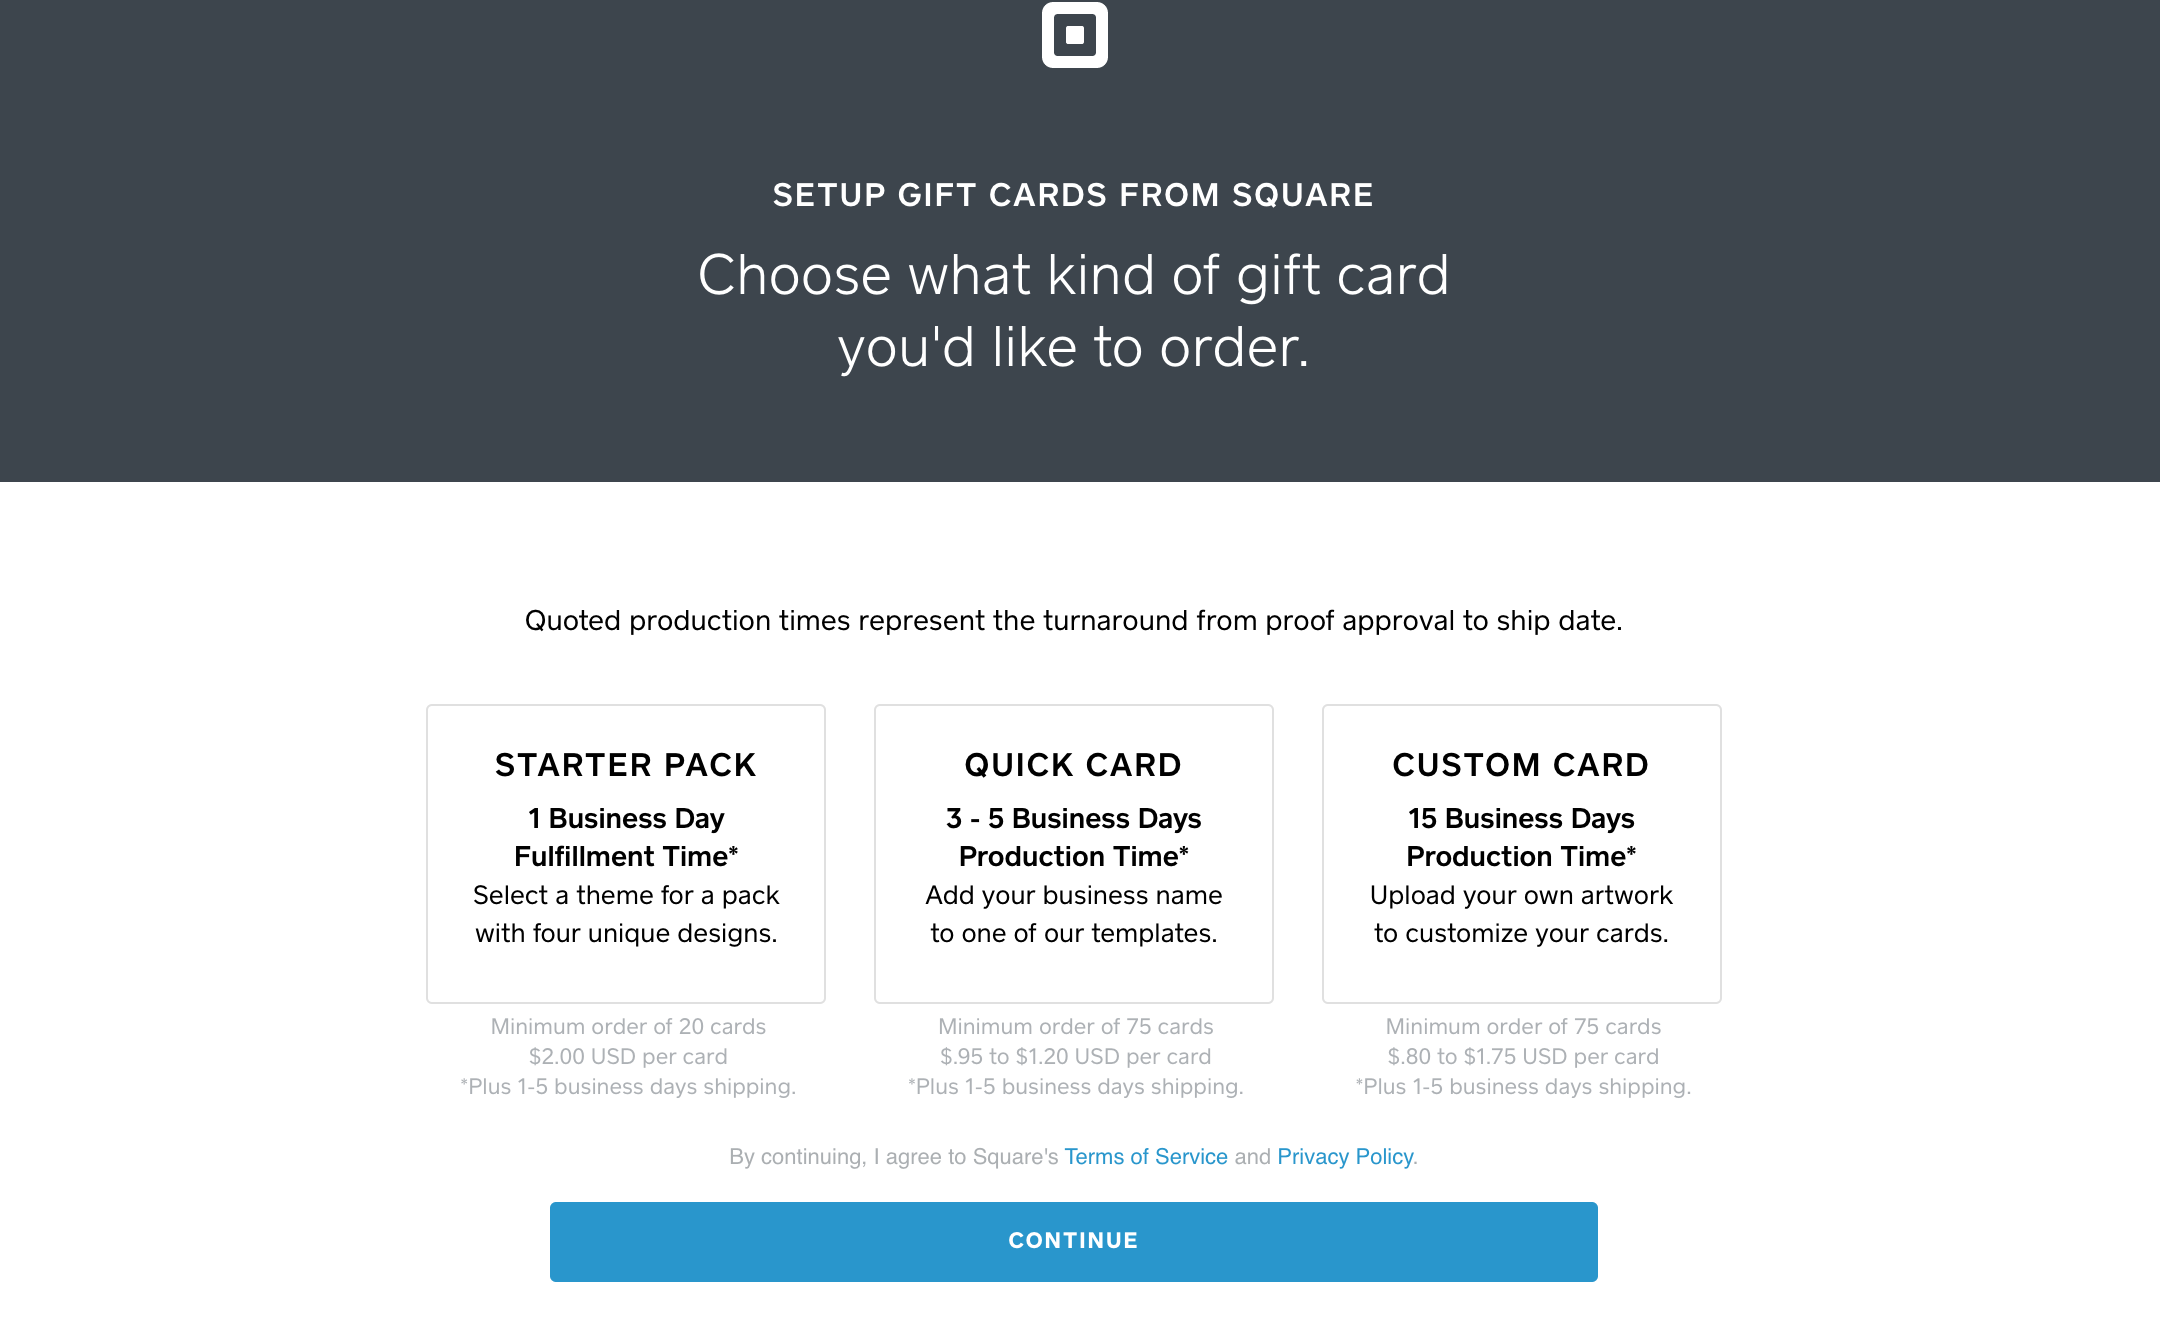 SETUP GIFT CARDS FROM SQUARE
Choose what kind of gift card
you'd like to order.
Quoted production times represent the turnaround from proof approval to ship date.
STARTER PACK
1 Business Day
Fulfillment Time*
Select a theme for a pack
with four unique designs.
Minimum order of 20 cards
$2.00 USD per card
*Plus 1-5 business days shipping.
QUICK CARD
3 - 5 Business Days
Production Time*
Add your business name
to one of our templates.
Minimum order of 75 cards
$.95 to $1.20 USD per card
*Plus 1-5 business days shipping.
CUSTOM CARD
15 Business Days
Production Time*
Upload your own artwork
to customize your cards.
Minimum order of 75 cards
$.80 to $1.75 USD per card
*Plus 1-5 business days shipping.
By continuing, I agree to Square's Terms of Service and Privacy Policy.
CONTINUE